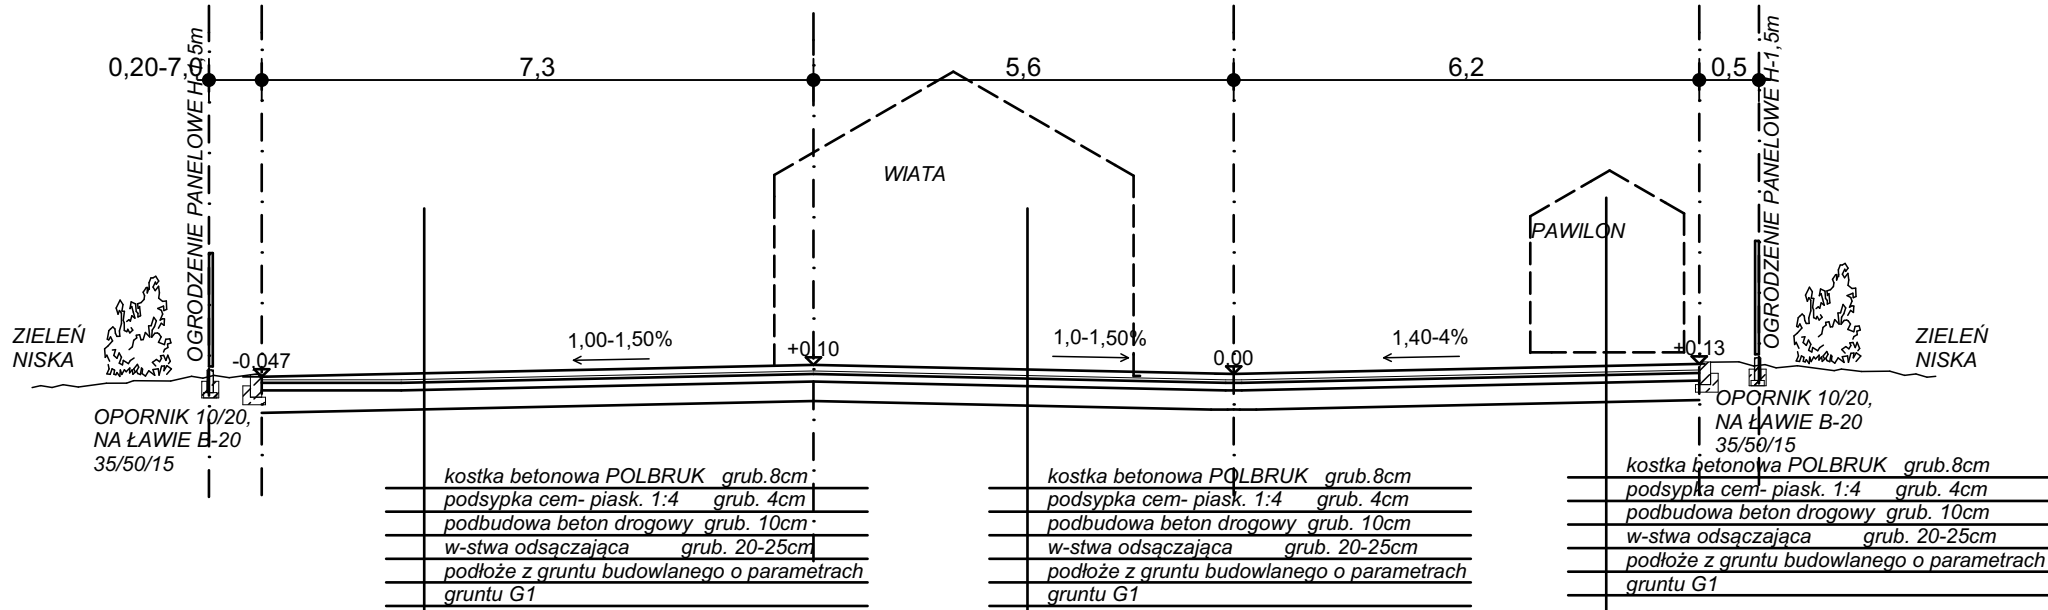 0,20-7,0
7,3
5,6
6,2
0,5
OGRODZENIE PANELOWE H-1,5m
OGRODZENIE PANELOWE H-1,5m
WIATA
PAWILON
ZIELEŃ
NISKA
ZIELEŃ
NISKA
-0,047
1,00-1,50%
+0,10
1,0-1,50%
0,00
1,40-4%
+0,13
OPORNIK 10/20,
NA ŁAWIE B-20
35/50/15
OPORNIK 10/20,
NA ŁAWIE B-20
35/50/15
kostka betonowa POLBRUK grub.8cm
podsypka cem- piask. 1:4 grub. 4cm
podbudowa beton drogowy grub. 10cm
w-stwa odsączająca grub. 20-25cm
podłoże z gruntu budowlanego o parametrach
gruntu G1
kostka betonowa POLBRUK grub.8cm
podsypka cem- piask. 1:4 grub. 4cm
podbudowa beton drogowy grub. 10cm
w-stwa odsączająca grub. 20-25cm
podłoże z gruntu budowlanego o parametrach
gruntu G1
kostka betonowa POLBRUK grub.8cm
podsypka cem- piask. 1:4 grub. 4cm
podbudowa beton drogowy grub. 10cm
w-stwa odsączająca grub. 20-25cm
podłoże z gruntu budowlanego o parametrach
gruntu G1